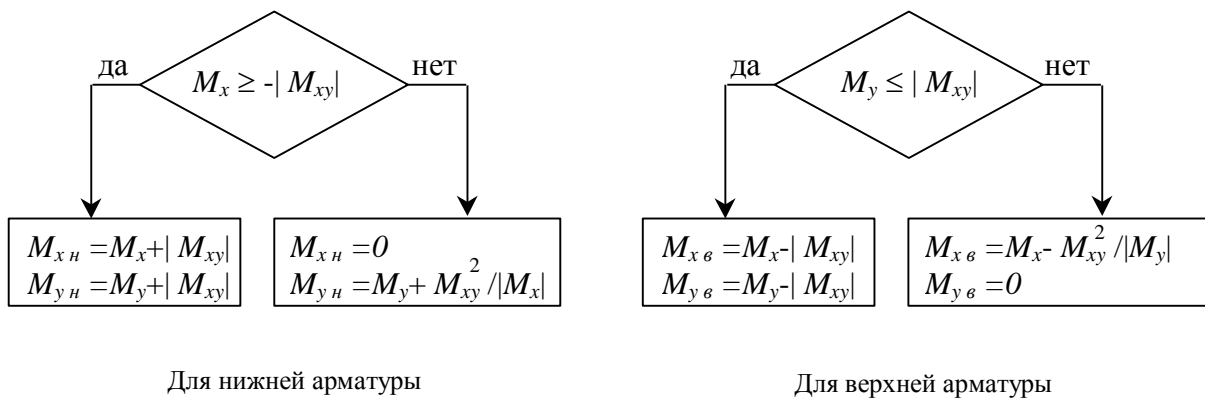 да
M_x ≥ -| M_xy|
нет
M_x н =M_x+| M_xy|
M_y н =M_y+| M_xy|
M_x н =0
M_y н =M_y+ M_xy^2 /|M_x|
Для нижней арматуры
да
M_y ≤ | M_xy|
нет
M_x в =M_x-| M_xy|
M_y в =M_y-| M_xy|
M_x в =M_x- M_xy^2 /|M_y|
M_y в =0
Для верхней арматуры